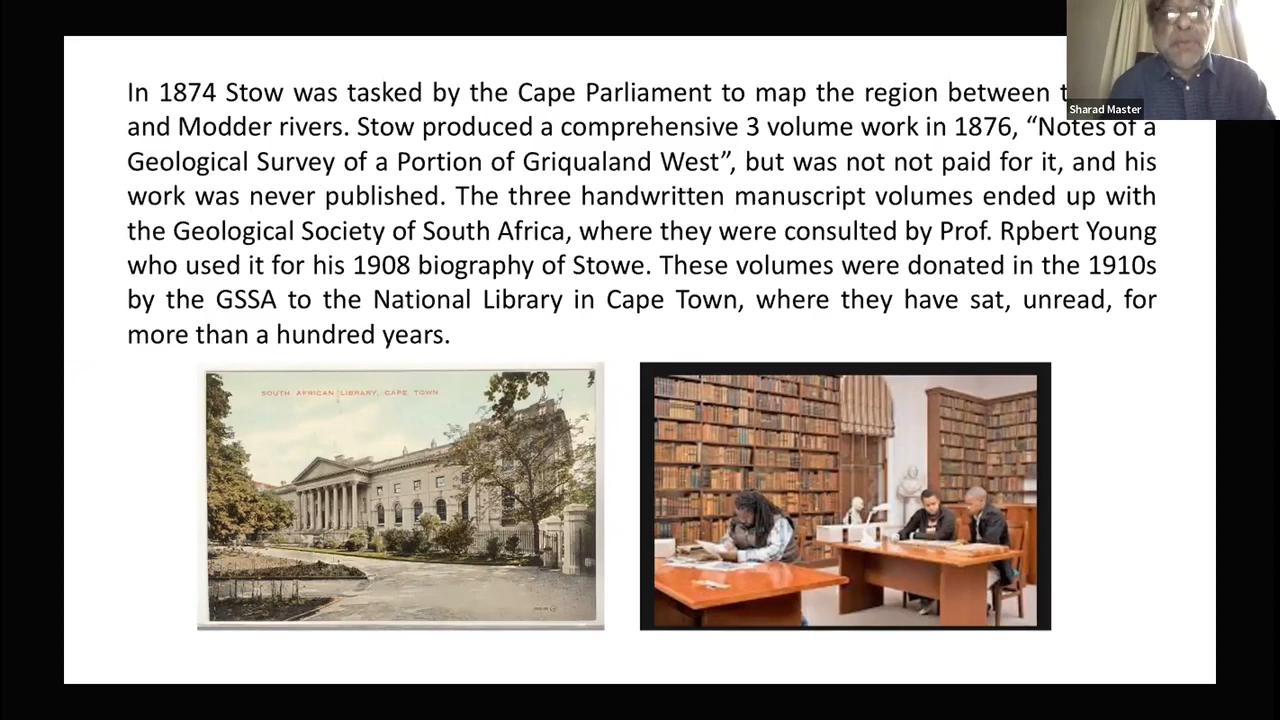 In 1874 Stow was tasked by the Cape Parliament to map the region between
and Modder rivers. Stow produced a comprehensive 3 volume work in 1876, “Notes of a
Geological Survey of a Portion of Griqualand West”, but was not not paid for it, and his
work was never published. The three handwritten manuscript volumes ended up with
the Geological Society of South Africa, where they were consulted by Prof. Rpbert Young
who used it for his 1908 biography of Stowe. These volumes were donated in the 1910s
by the GSSA to the National Library in Cape Town, where they have sat, unread, for
more than a hundred years.
SOUTH AFRICAN LIBRARY, CAPE TOWN
Sharad Master